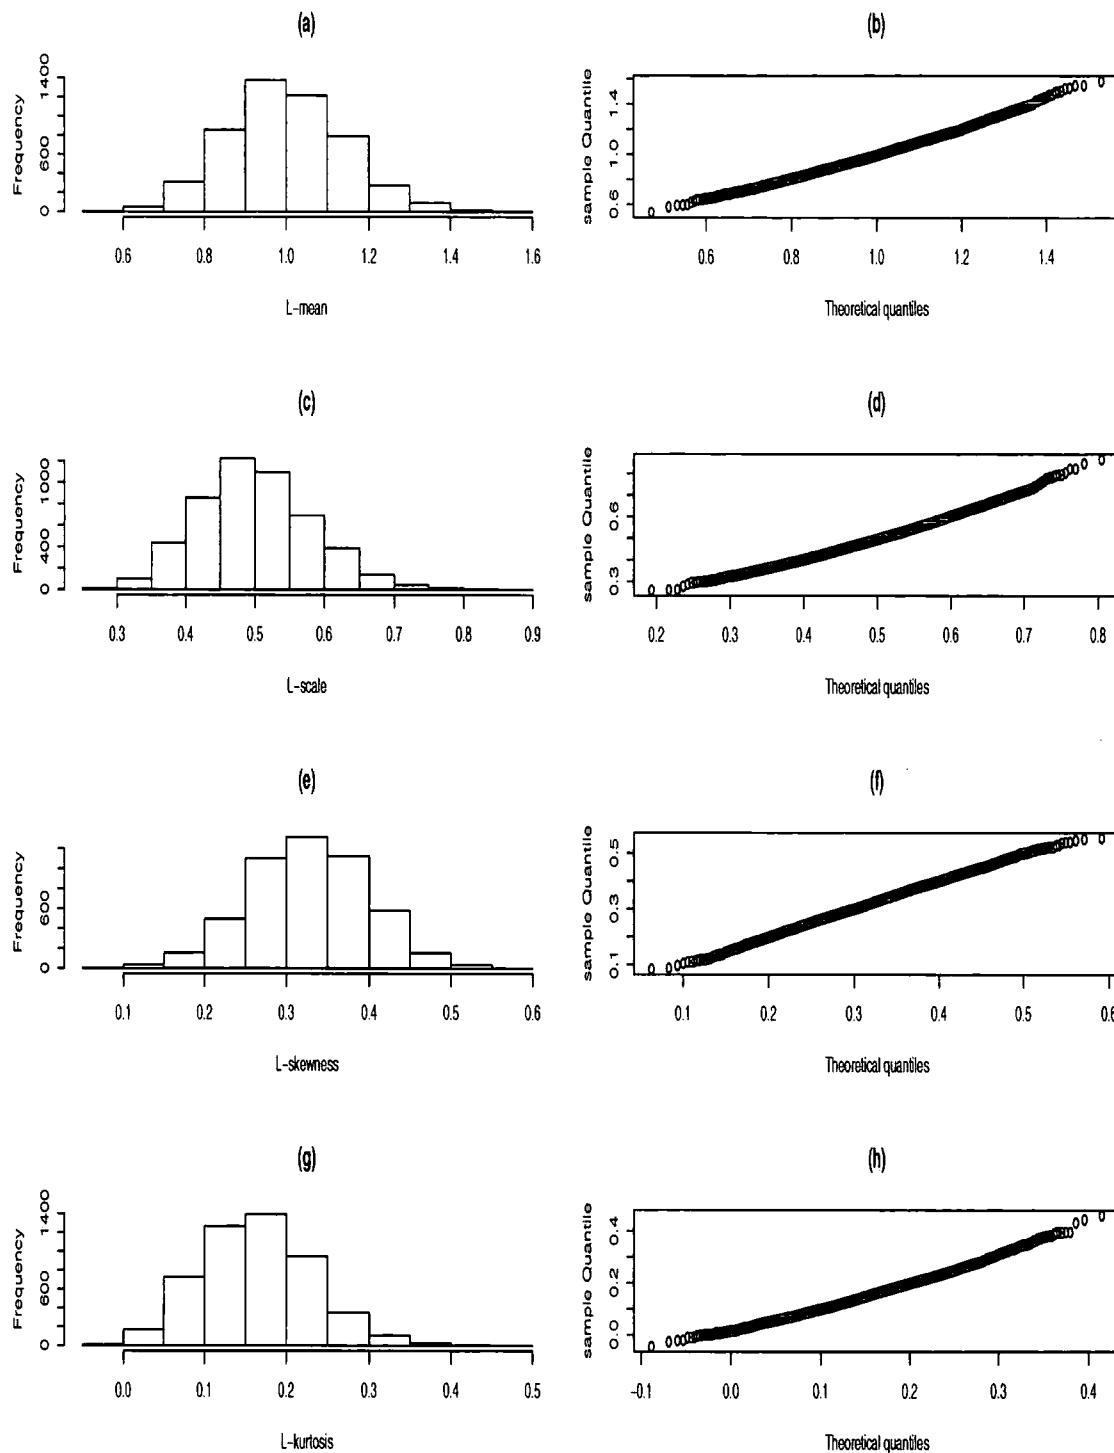 (a)
Frequency
0 600 1400
0.6 0.8 1.0 1.2 1.4 1.6
L-mean
(b)
sample Quantile
0.6 1.0 1.4
0.6 0.8 1.0 1.2 1.4
Theoretical quantiles
(c)
Frequency
0 400 1000
0.3 0.4 0.5 0.6 0.7 0.8 0.9
L-scale
(d)
sample Quantile
0.3 0.6
0.2 0.3 0.4 0.5 0.6 0.7 0.8
Theoretical quantiles
(e)
Frequency
0 600
0.1 0.2 0.3 0.4 0.5 0.6
L-skewness
(f)
sample Quantile
0.1 0.3 0.5
0.1 0.2 0.3 0.4 0.5 0.6
Theoretical quantiles
(g)
Frequency
0 600 1400
0.0 0.1 0.2 0.3 0.4 0.5
L-kurtosis
(h)
sample Quantile
0.0 0.2 0.4
-0.1 0.0 0.1 0.2 0.3 0.4
Theoretical quantiles